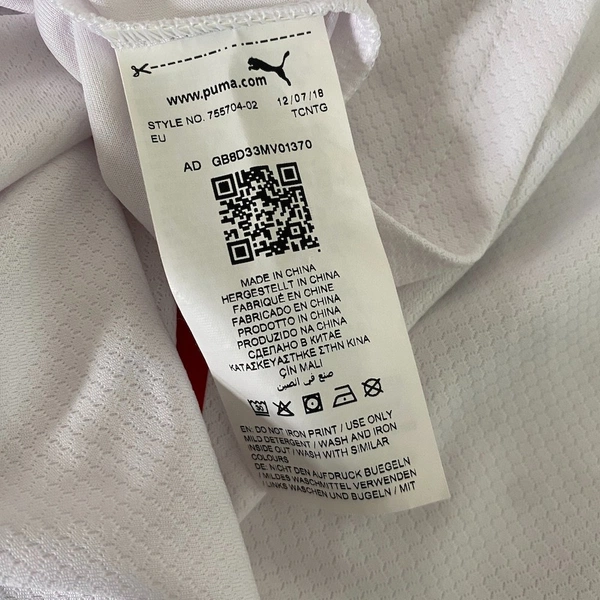 www.puma.com
STYLE NO. 755704-02 12/07/18
EU TCNTG
AD GB8D33MV01370
MADE IN CHINA
HERGESTELLT IN CHINA
FABRIQUÉ EN CHINE
FABRICADO EN CHINA
PRODOTTO IN CHINA
PRODUZIDO NA CHINA
СДЕЛАНО В КИТАЕ
ΚΑΤΑΣΚΕΥΑΣΤΗΚΕ ΣΤΗΝ ΚΙΝΑ
ÇİN MALI
صنع في الصين
30
EN: DO NOT IRON PRINT / USE ONLY
MILD DETERGENT / WASH AND IRON
INSIDE OUT / WASH WITH SIMILAR
COLOURS
DE: NICHT DEN AUFDRUCK BUEGELN
/ MILDES WASCHMITTEL VERWENDEN
/ LINKS WASCHEN UND BÜGELN / MIT